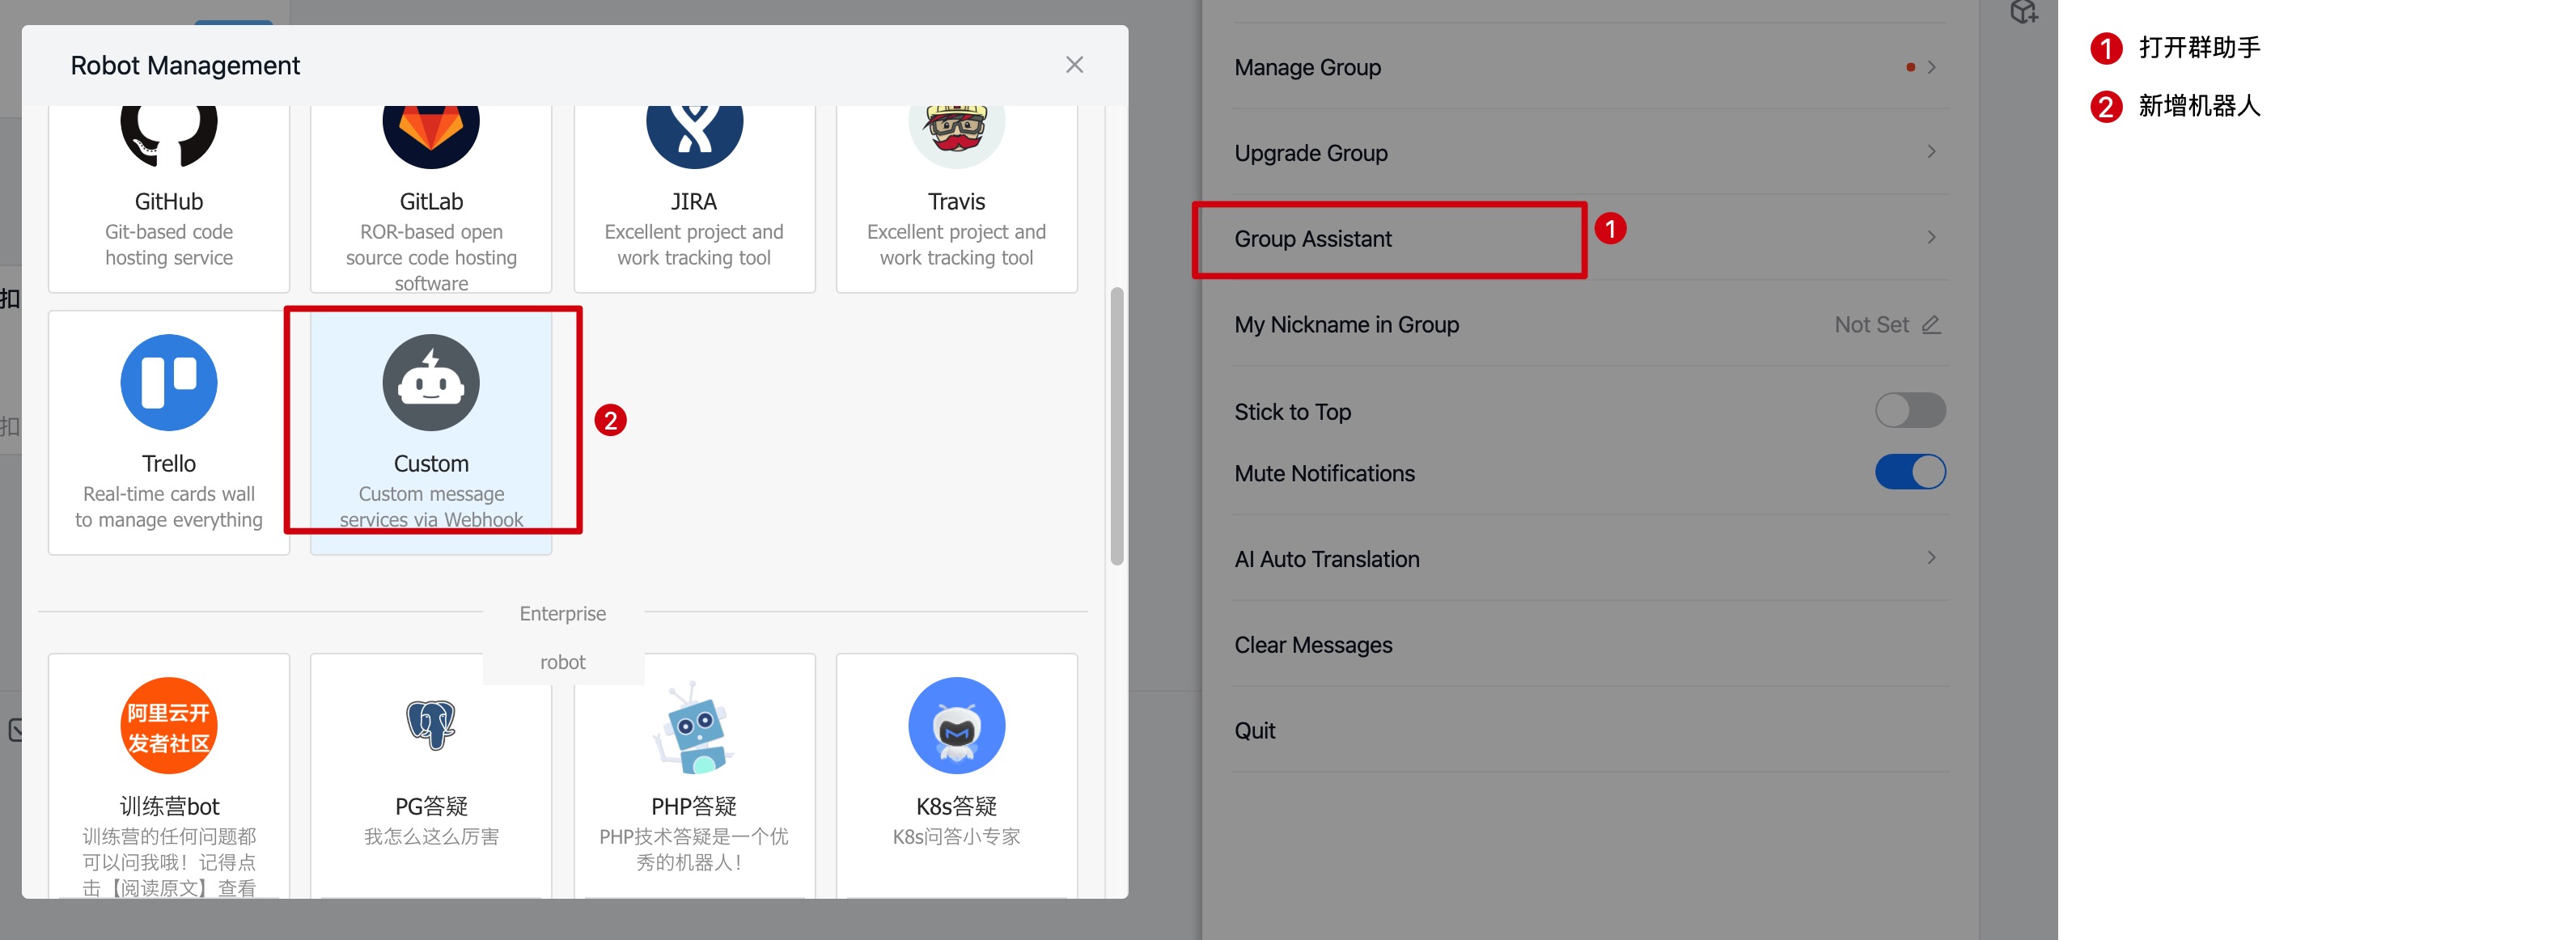 Robot Management
GitHub
Git-based code
hosting service
GitLab
ROR-based open
source code hosting
software
JIRA
Excellent project and
work tracking tool
Travis
Excellent project and
work tracking tool
Trello
Real-time cards wall
to manage everything
Custom
Custom message
services via Webhook
2
Enterprise
robot
阿里云开
发者社区
训练营bot
训练营的任何问题都
可以问我哦！记得点
击【阅读原文】查看
PG答疑
我怎么这么厉害
PHP答疑
PHP技术答疑是一个优
秀的机器人！
K8s答疑
K8s问答小专家
扣
扣
Manage Group
Upgrade Group
Group Assistant
1
My Nickname in Group
Not Set
Stick to Top
Mute Notifications
AI Auto Translation
Clear Messages
Quit
1 打开群助手
2 新增机器人